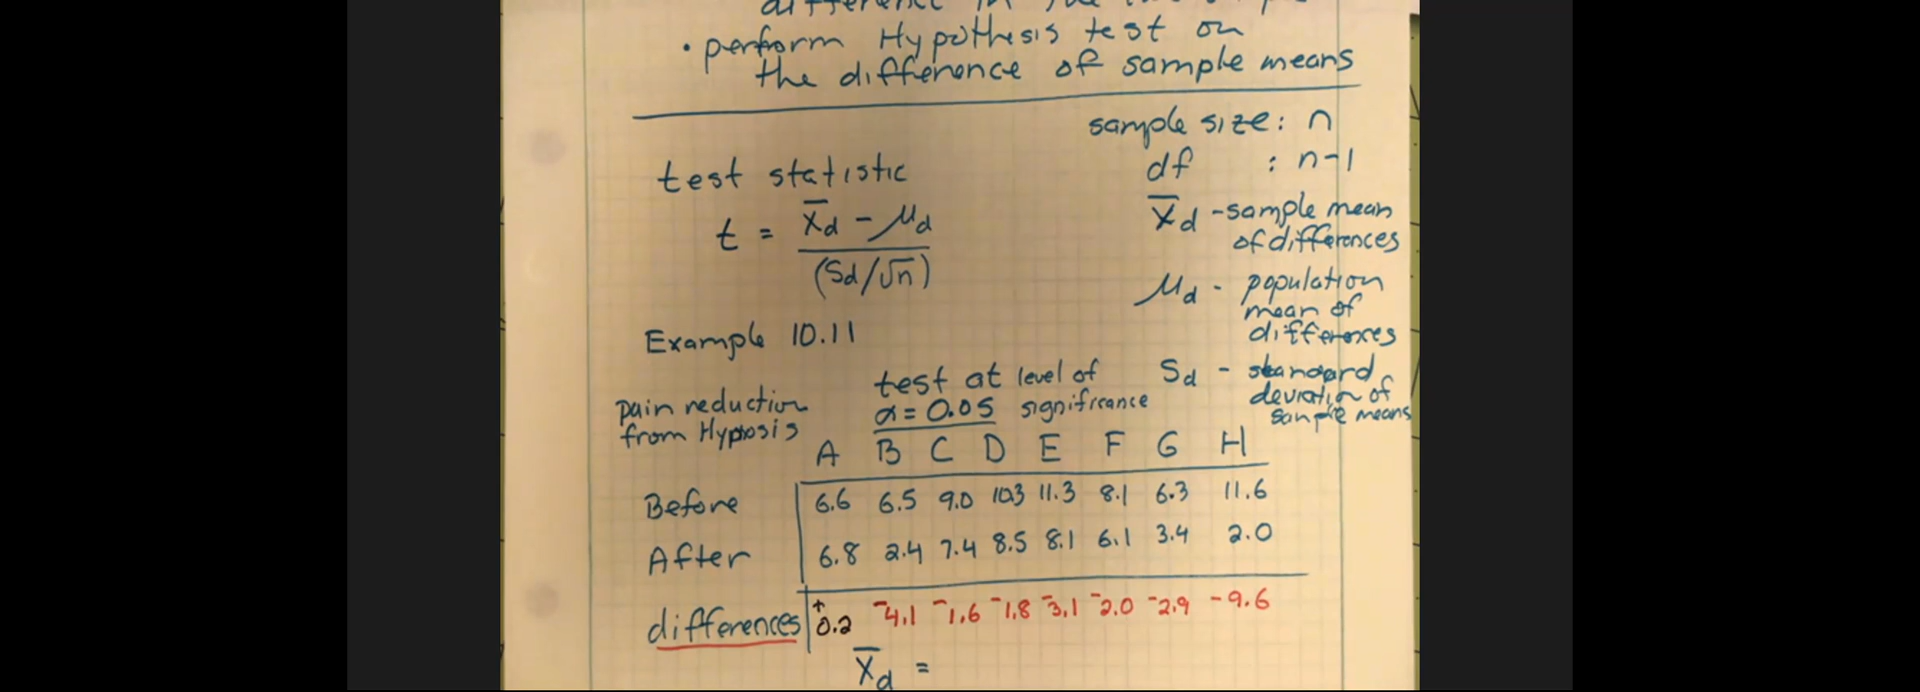 difference in the
• perform Hypothesis test on
the difference of sample means
sample size: n
df : n-1
test statistic
t = x̄d - μd / (Sd/√n)
x̄d - sample mean
of differences
μd - population
mean of
differences
Sd - standard
deviation of
sample means
Example 10.11
pain reduction
from Hypnosis
test at level of
α = 0.05 significance
A B C D E F G H
Before 6.6 6.5 9.0 10.3 11.3 8.1 6.3 11.6
After 6.8 2.4 7.4 8.5 8.1 6.1 3.4 2.0
differences +0.2 -4.1 -1.6 -1.8 -3.1 -2.0 -2.9 -9.6
x̄d =